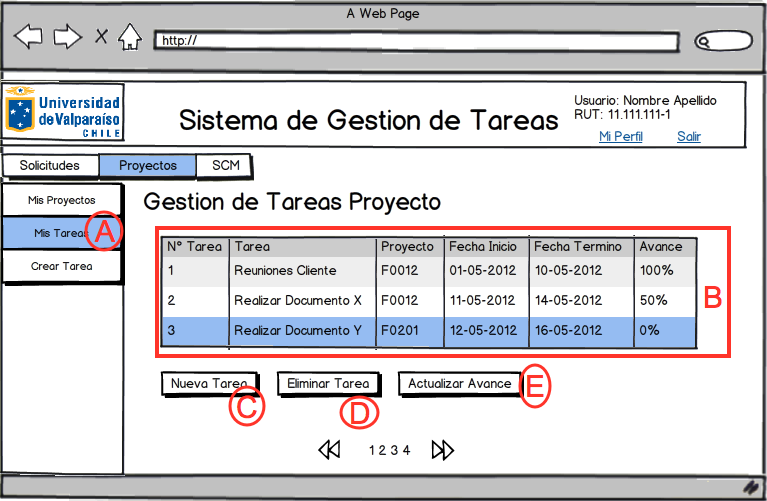 A Web Page
http://
Universidad
de Valparaíso
CHILE
Sistema de Gestion de Tareas
Usuario: Nombre Apellido
RUT: 11.111.111-1
Mi Perfil Salir
Solicitudes Proyectos SCM
Mis Proyectos
Mis Tareas
A
Crear Tarea
Gestion de Tareas Proyecto
N° Tarea Tarea Proyecto Fecha Inicio Fecha Termino Avance
1 Reuniones Cliente F0012 01-05-2012 10-05-2012 100%
2 Realizar Documento X F0012 11-05-2012 14-05-2012 50%
3 Realizar Documento Y F0201 12-05-2012 16-05-2012 0%
B
Nueva Tarea Eliminar Tarea Actualizar Avance
C D E
1 2 3 4